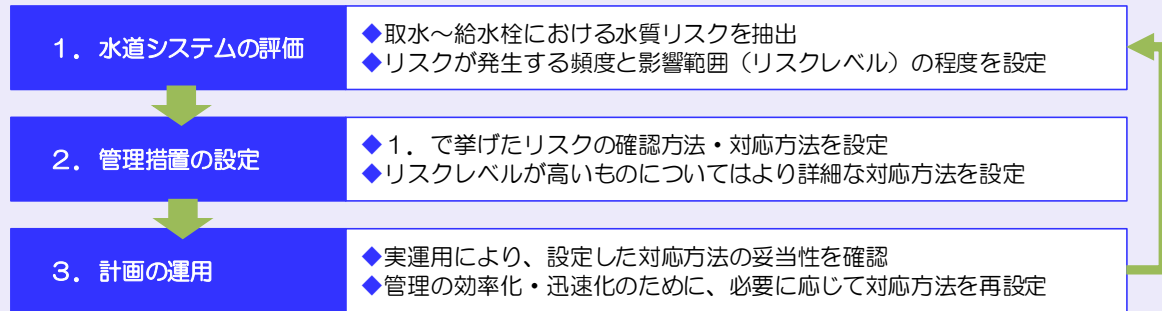 １．水道システムの評価
◆取水～給水栓における水質リスクを抽出
◆リスクが発生する頻度と影響範囲（リスクレベル）の程度を設定
２．管理措置の設定
◆１．で挙げたリスクの確認方法・対応方法を設定
◆リスクレベルが高いものについてはより詳細な対応方法を設定
３．計画の運用
◆実運用により、設定した対応方法の妥当性を確認
◆管理の効率化・迅速化のために、必要に応じて対応方法を再設定